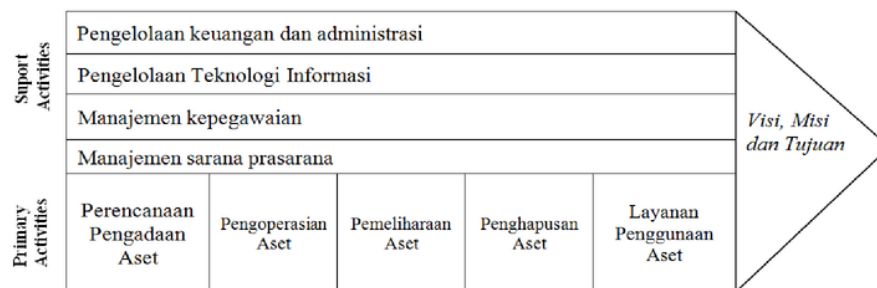 Suport
Activities
Pengelolaan keuangan dan administrasi
Pengelolaan Teknologi Informasi
Manajemen kepegawaian
Manajemen sarana prasarana
Visi, Misi
dan Tujuan
Primary
Activities
Perencanaan
Pengadaan
Aset
Pengoperasian
Aset
Pemeliharaan
Aset
Penghapusan
Aset
Layanan
Penggunaan
Aset